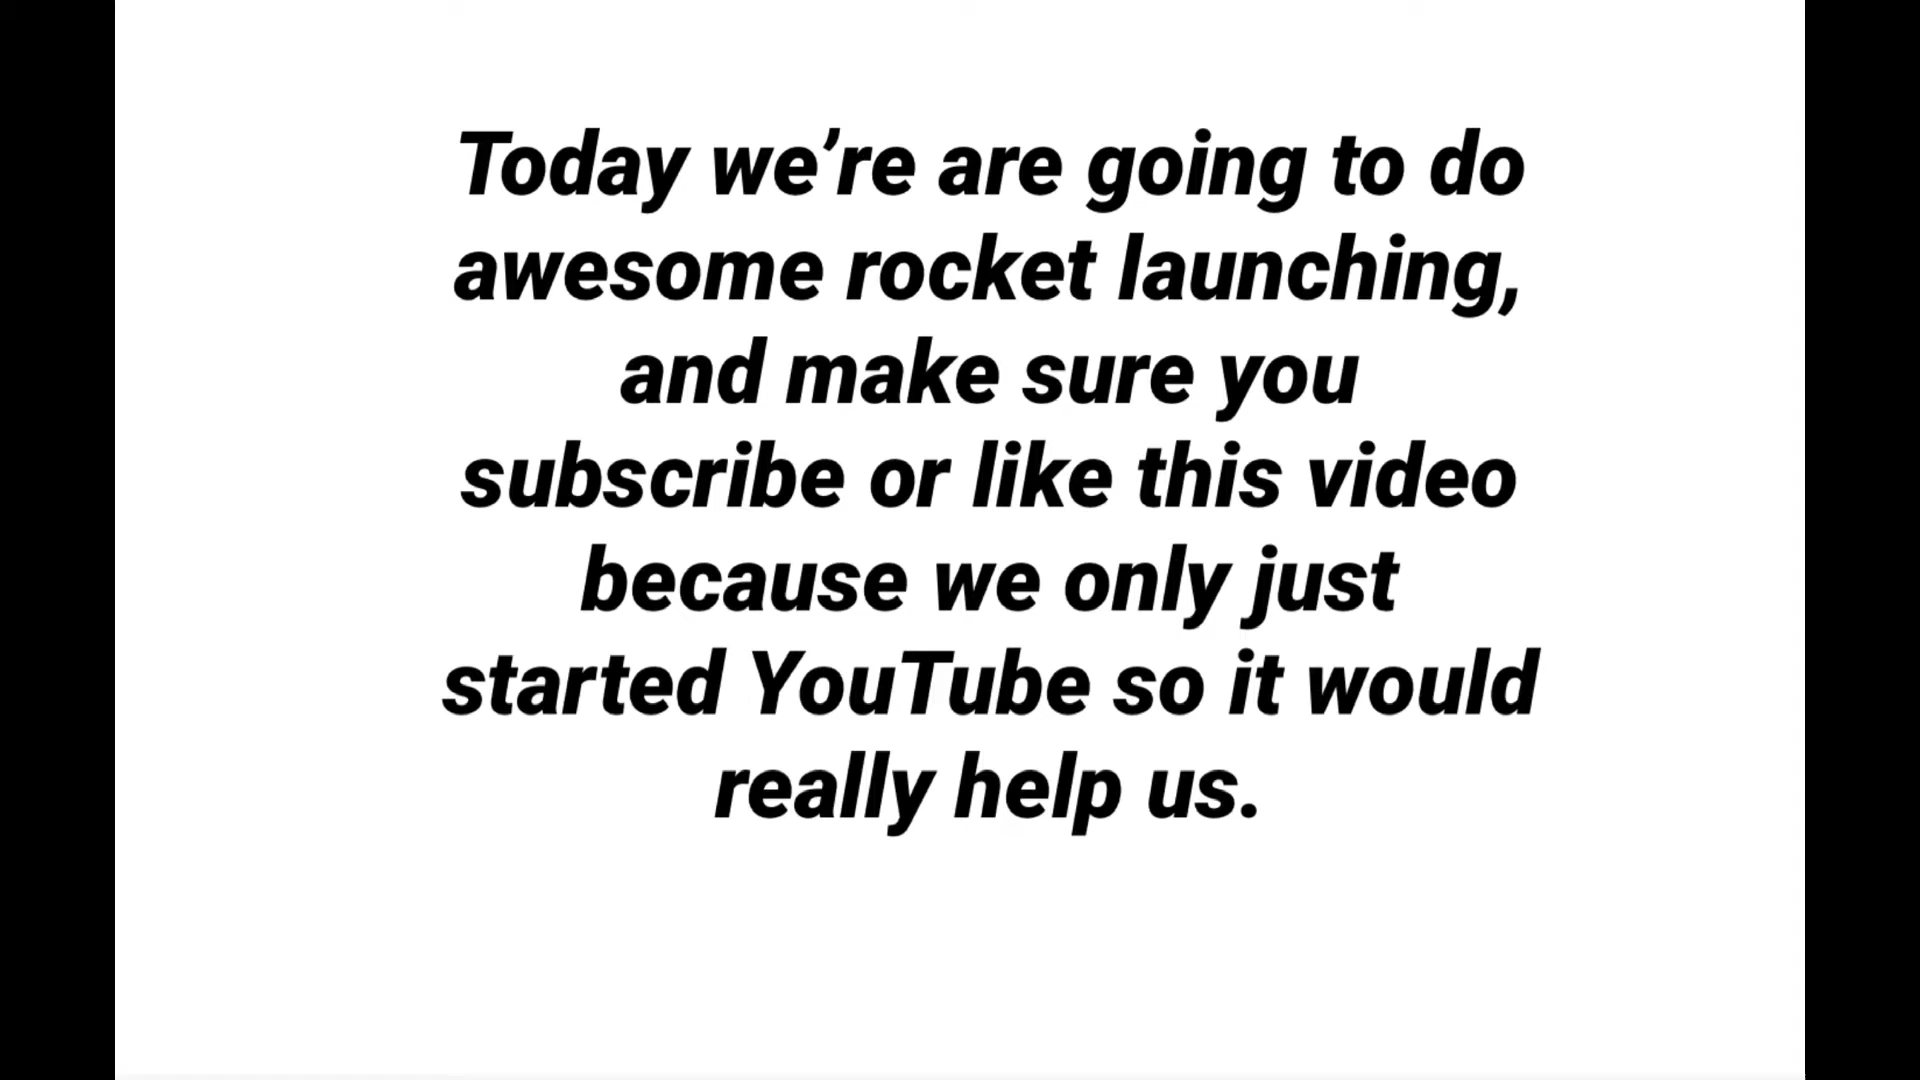 Today we’re are going to do
awesome rocket launching,
and make sure you
subscribe or like this video
because we only just
started YouTube so it would
really help us.